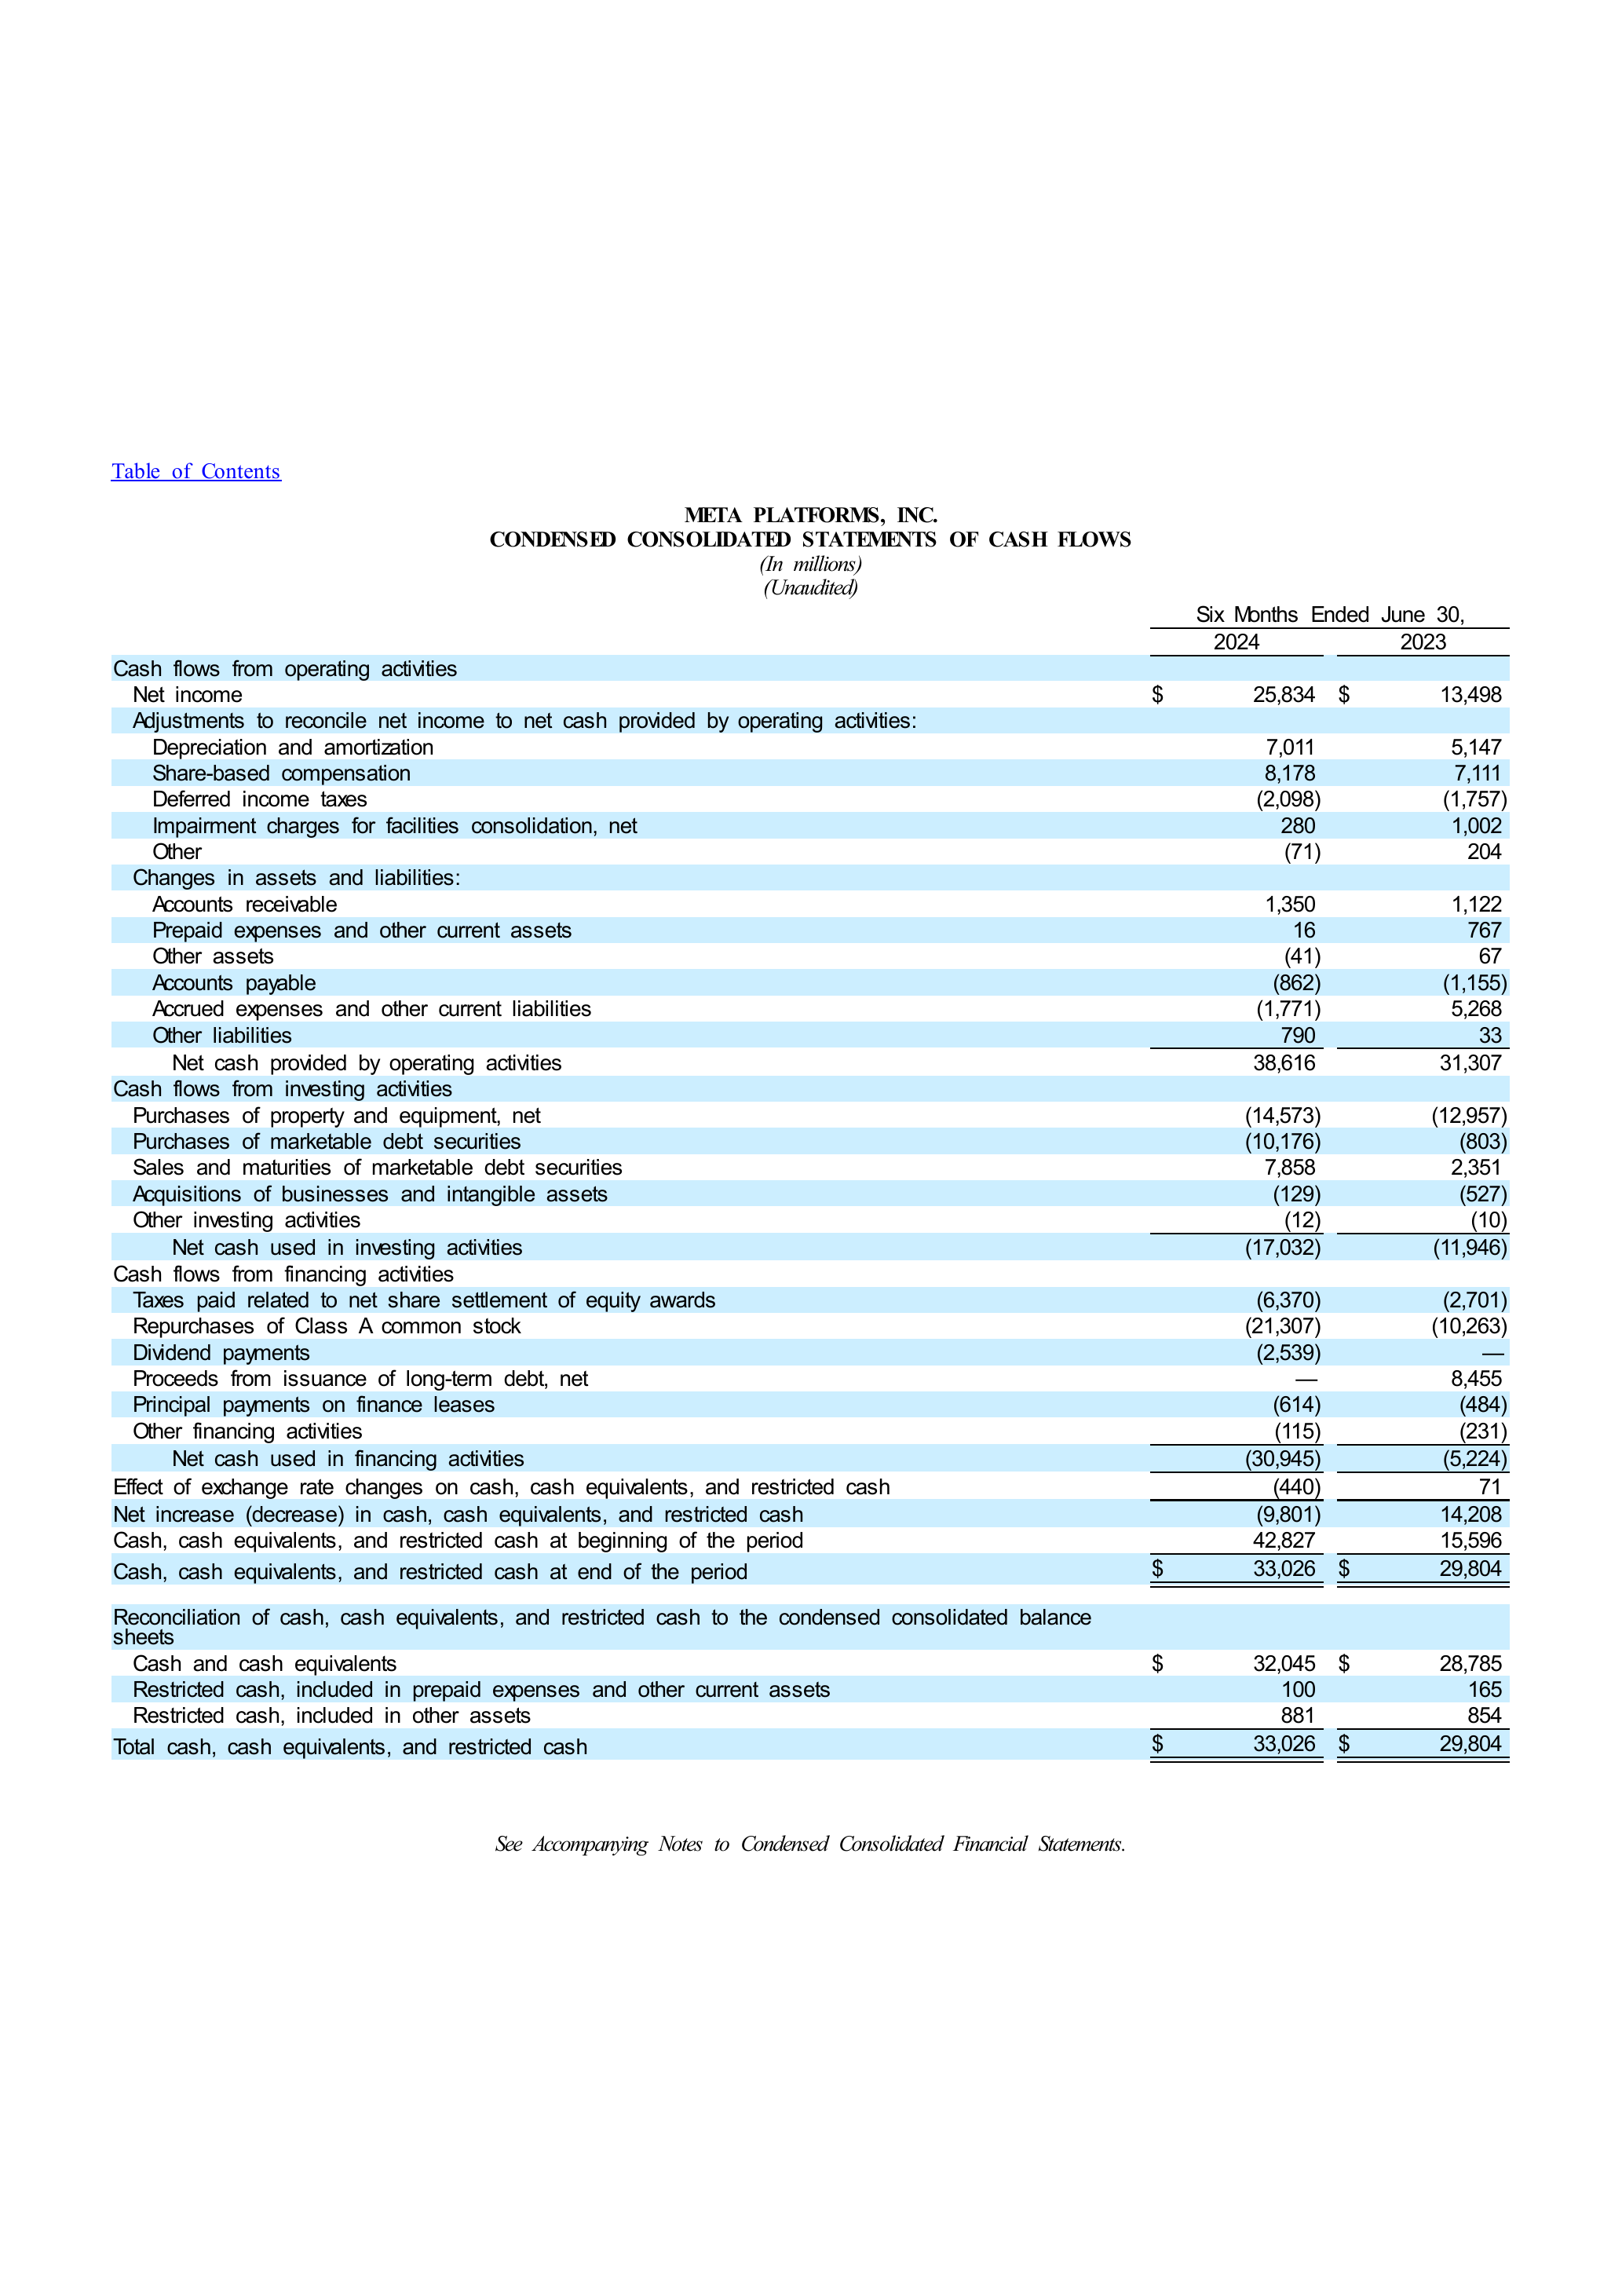 Table of Contents
META PLATFORMS, INC.
CONDENSED CONSOLIDATED STATEMENTS OF CASH FLOWS
(In millions)
(Unaudited)
Six Months Ended June 30,
2024 2023
Cash flows from operating activities
Net income $ 25,834 $ 13,498
Adjustments to reconcile net income to net cash provided by operating activities:
Depreciation and amortization 7,011 5,147
Share-based compensation 8,178 7,111
Deferred income taxes (2,098) (1,757)
Impairment charges for facilities consolidation, net 280 1,002
Other (71) 204
Changes in assets and liabilities:
Accounts receivable 1,350 1,122
Prepaid expenses and other current assets 16 767
Other assets (41) 67
Accounts payable (862) (1,155)
Accrued expenses and other current liabilities (1,771) 5,268
Other liabilities 790 33
Net cash provided by operating activities 38,616 31,307
Cash flows from investing activities
Purchases of property and equipment, net (14,573) (12,957)
Purchases of marketable debt securities (10,176) (803)
Sales and maturities of marketable debt securities 7,858 2,351
Acquisitions of businesses and intangible assets (129) (527)
Other investing activities (12) (10)
Net cash used in investing activities (17,032) (11,946)
Cash flows from financing activities
Taxes paid related to net share settlement of equity awards (6,370) (2,701)
Repurchases of Class A common stock (21,307) (10,263)
Dividend payments (2,539) —
Proceeds from issuance of long-term debt, net — 8,455
Principal payments on finance leases (614) (484)
Other financing activities (115) (231)
Net cash used in financing activities (30,945) (5,224)
Effect of exchange rate changes on cash, cash equivalents, and restricted cash (440) 71
Net increase (decrease) in cash, cash equivalents, and restricted cash (9,801) 14,208
Cash, cash equivalents, and restricted cash at beginning of the period 42,827 15,596
Cash, cash equivalents, and restricted cash at end of the period $ 33,026 $ 29,804
Reconciliation of cash, cash equivalents, and restricted cash to the condensed consolidated balance
sheets
Cash and cash equivalents $ 32,045 $ 28,785
Restricted cash, included in prepaid expenses and other current assets 100 165
Restricted cash, included in other assets 881 854
Total cash, cash equivalents, and restricted cash $ 33,026 $ 29,804
See Accompanying Notes to Condensed Consolidated Financial Statements.